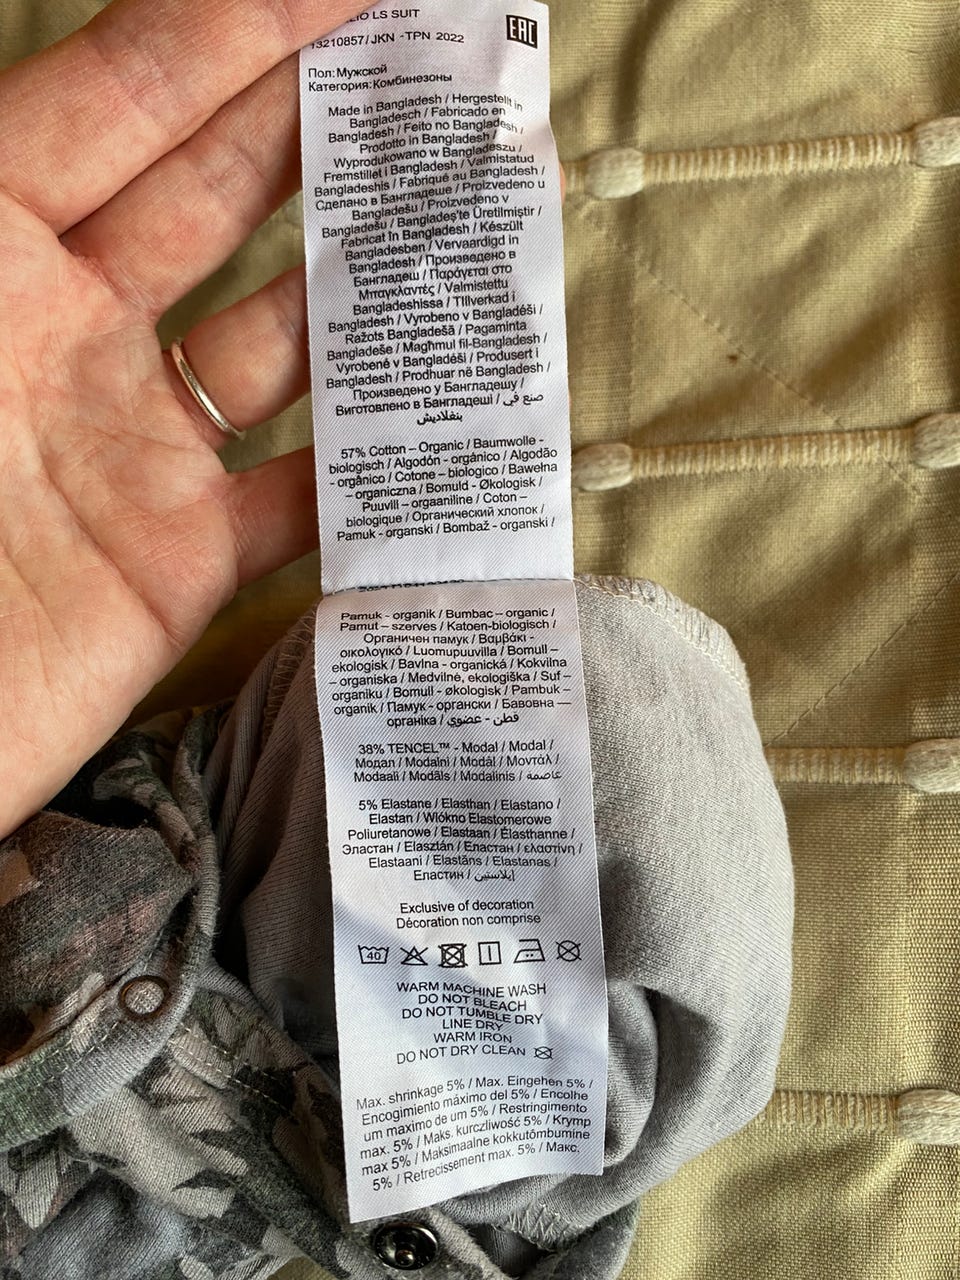 LS SUIT
EAC
13210857/JKN -TPN 2022
Пол:Мужской
Категория:Комбинезоны
Made in Bangladesh / Hergestellt in
Bangladesch / Fabricado en
Bangladesh / Feito no Bangladesh /
Prodotto in Bangladesh /
Wyprodukowano w Bangladeszu /
Fremstillet i Bangladesh / Valmistatud
Bangladeshis / Fabriqué au Bangladesh /
Сделано в Бангладеше / Proizvedeno u
Bangladešu / Proizvedeno v
Bangladešu / Bangladeş'te Üretilmiştir /
Fabricat în Bangladesh / Készült
Bangladesben / Vervaardigd in
Bangladesh / Произведено в
Бангладеш / Παράγεται στο
Μπαγκλαντές / Valmistettu
Bangladeshissa / TIllverkad i
Bangladesh / Vyrobeno v Bangladéši /
Ražots Bangladešā / Pagaminta
Bangladeše / Magħmul fil-Bangladesh /
Vyrobené v Bangladéši / Produsert i
Bangladesh / Prodhuar në Bangladesh /
Произведено у Бангладешу /
Виготовлено в Бангладеші / صنع في
بنغلاديش
57% Cotton – Organic / Baumwolle -
biologisch / Algodón - orgánico / Algodão
- orgânico / Cotone – biologico / Bawełna
– organiczna / Bomuld - Økologisk /
Puuvill – orgaaniline / Coton –
biologique / Органический хлопок /
Pamuk - organski / Bombaž - organski /
Pamuk - organik / Bumbac – organic /
Pamut – szerves / Katoen-biologisch /
Органичен памук / Βαμβάκι -
οικολογικό / Luomupuuvilla / Bomull –
ekologisk / Bavlna - organická / Kokvilna
– organiska / Medvilnė, ekologiška / Suf –
organiku / Bomull - økologisk / Pambuk –
organik / Памук - органски / Бавовна —
органіка / قطن - عضوي
38% TENCEL™ - Modal / Modal /
Модал / Modalni / Modāl / Μοντάλ /
Modaali / Modāls / Modalinis / عاصمة
5% Elastane / Elasthan / Elastano /
Elastan / Włókno Elastomerowe
Poliuretanowe / Elastaan / Élasthanne /
Эластан / Elasztán / Еластан / ελαστίνη /
Elastaani / Elastāns / Elastanas /
Еластин / إيلاستين
Exclusive of decoration
Décoration non comprise
40
WARM MACHINE WASH
DO NOT BLEACH
DO NOT TUMBLE DRY
LINE DRY
WARM IRON
DO NOT DRY CLEAN
Max. shrinkage 5% / Max. Eingehen 5% /
Encogimiento máximo del 5% / Encolhe
um maximo de um 5% / Restringimento
max. 5% / Maks. kurczliwość 5% / Krymp
max 5% / Maksimaalne kokkutõmbumine
5% / Retrecissement max. 5% / Макс.